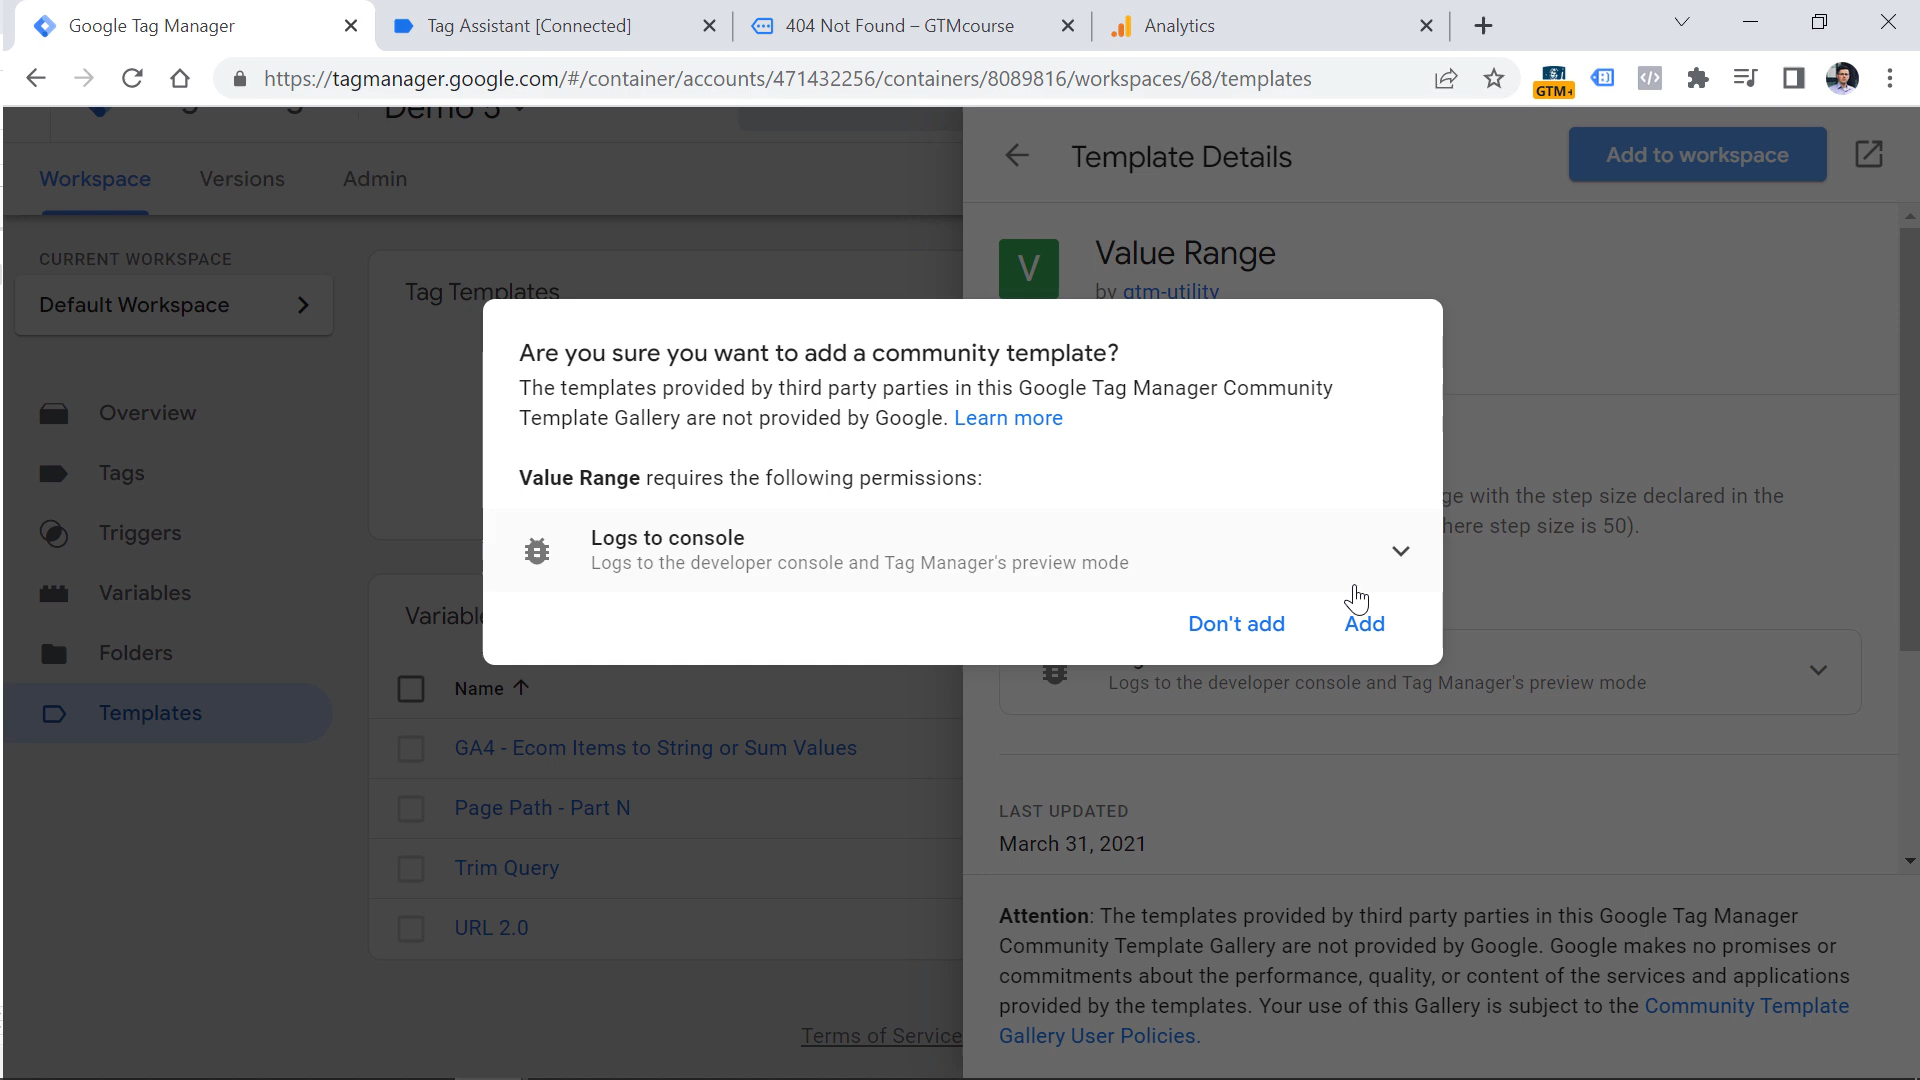 Google Tag Manager
Tag Assistant [Connected]
404 Not Found – GTMcourse
Analytics
https://tagmanager.google.com/#/container/accounts/471432256/containers/8089816/workspaces/68/templates
GTM+
Demo 5
Template Details
Add to workspace
Workspace
Versions
Admin
CURRENT WORKSPACE
Default Workspace
Tag Templates
V
Value Range
by gtm-utility
Are you sure you want to add a community template?
The templates provided by third party parties in this Google Tag Manager Community
Template Gallery are not provided by Google. Learn more
Value Range requires the following permissions:
Logs to console
Logs to the developer console and Tag Manager's preview mode
Don't add
Add
with the step size declared in the
here step size is 50).
Overview
Tags
Triggers
Variables
Folders
Templates
Variabl
Name
GA4 - Ecom Items to String or Sum Values
Page Path - Part N
Trim Query
URL 2.0
Terms of Service
Logs to the developer console and Tag Manager's preview mode
LAST UPDATED
March 31, 2021
Attention: The templates provided by third party parties in this Google Tag Manager
Community Template Gallery are not provided by Google. Google makes no promises or
commitments about the performance, quality, or content of the services and applications
provided by the templates. Your use of this Gallery is subject to the Community Template
Gallery User Policies.